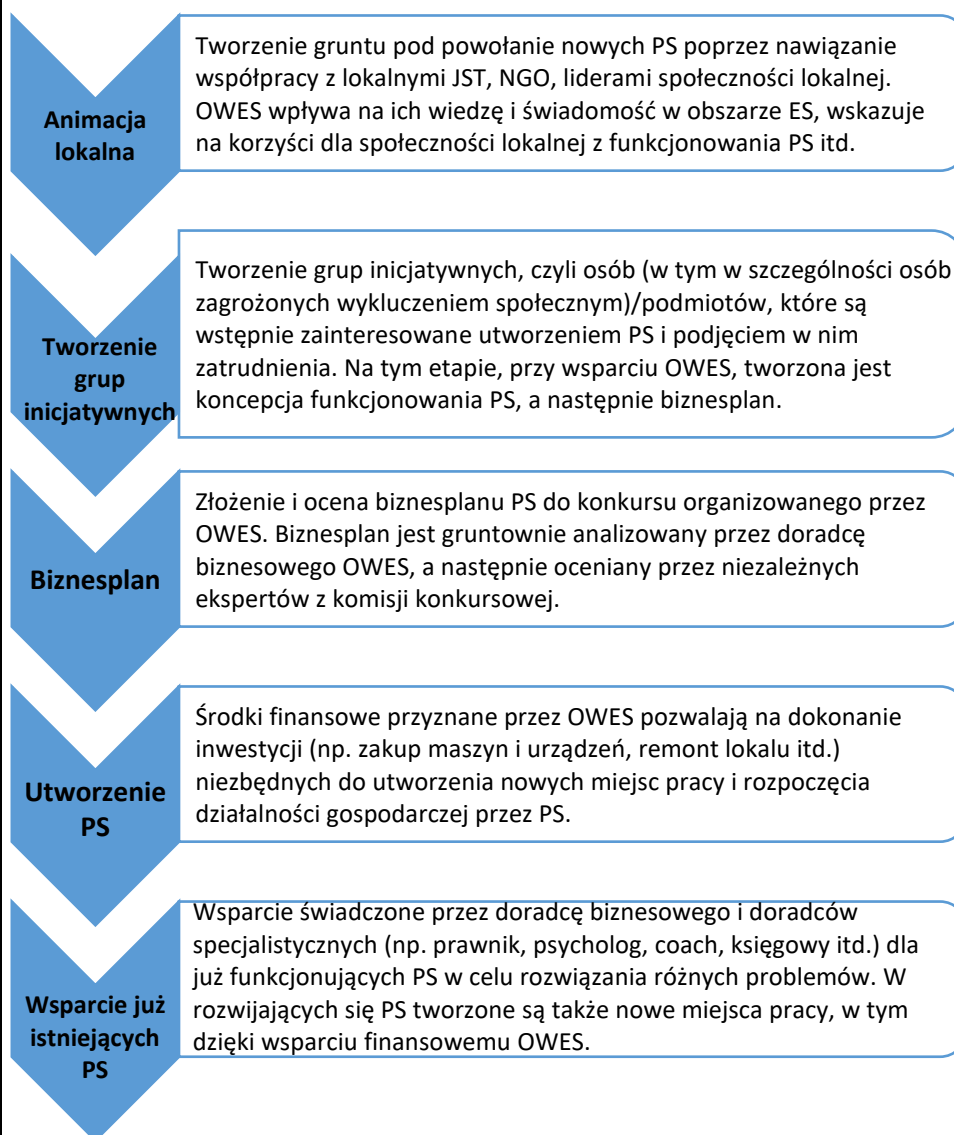 Animacja
lokalna
Tworzenie gruntu pod powołanie nowych PS poprzez nawiązanie
współpracy z lokalnymi JST, NGO, liderami społeczności lokalnej.
OWES wpływa na ich wiedzę i świadomość w obszarze ES, wskazuje
na korzyści dla społeczności lokalnej z funkcjonowania PS itd.
Tworzenie
grup
inicjatywnych
Tworzenie grup inicjatywnych, czyli osób (w tym w szczególności osób
zagrożonych wykluczeniem społecznym)/podmiotów, które są
wstępnie zainteresowane utworzeniem PS i podjęciem w nim
zatrudnienia. Na tym etapie, przy wsparciu OWES, tworzona jest
koncepcja funkcjonowania PS, a następnie biznesplan.
Biznesplan
Złożenie i ocena biznesplanu PS do konkursu organizowanego przez
OWES. Biznesplan jest gruntownie analizowany przez doradcę
biznesowego OWES, a następnie oceniany przez niezależnych
ekspertów z komisji konkursowej.
Utworzenie
PS
Środki finansowe przyznane przez OWES pozwalają na dokonanie
inwestycji (np. zakup maszyn i urządzeń, remont lokalu itd.)
niezbędnych do utworzenia nowych miejsc pracy i rozpoczęcia
działalności gospodarczej przez PS.
Wsparcie już
istniejących
PS
Wsparcie świadczone przez doradcę biznesowego i doradców
specjalistycznych (np. prawnik, psycholog, coach, księgowy itd.) dla
już funkcjonujących PS w celu rozwiązania różnych problemów. W
rozwijających się PS tworzone są także nowe miejsca pracy, w tym
dzięki wsparciu finansowemu OWES.